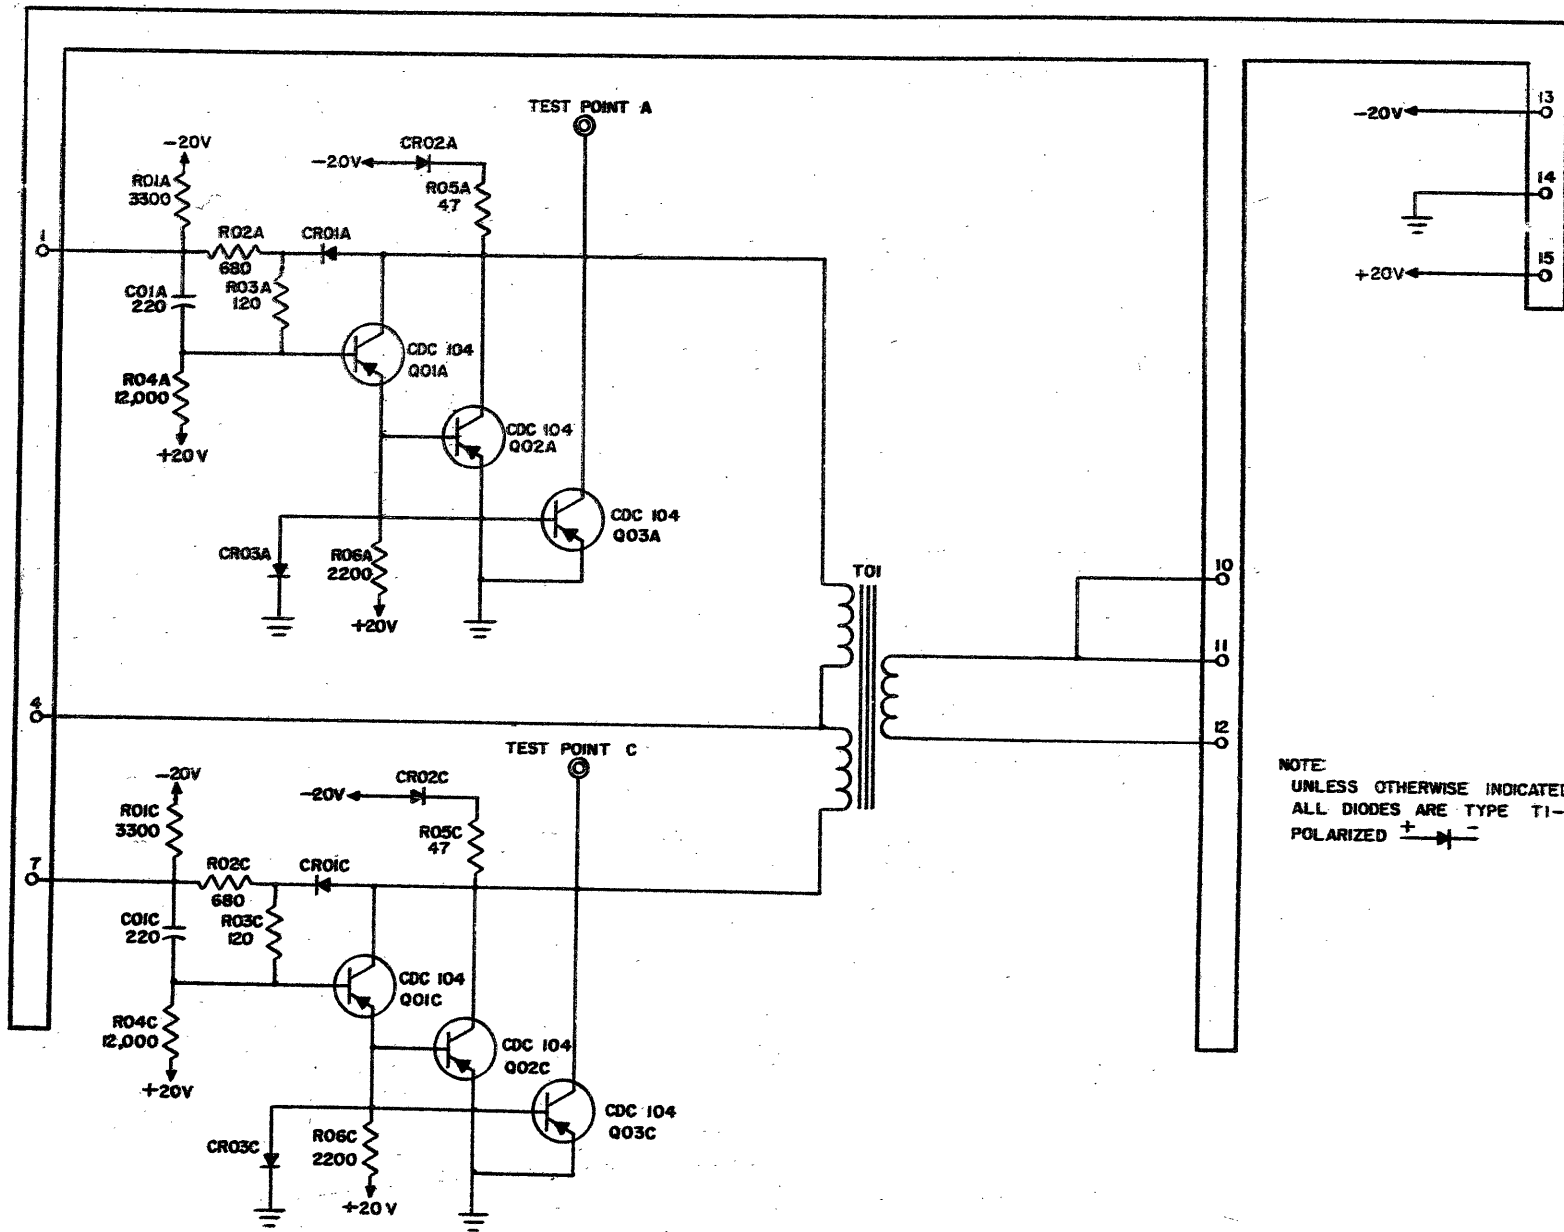 TEST POINT A
-20V
R01A
3300
-20V
CR02A
R05A
47
1
R02A
680
CR01A
C01A
220
R03A
120
CDC 104
Q01A
R04A
12,000
+20V
CDC 104
Q02A
CDC 104
Q03A
CR03A
R06A
2200
+20V
T01
4
TEST POINT C
-20V
R01C
3300
-20V
CR02C
R05C
47
7
R02C
680
CR01C
C01C
220
R03C
120
CDC 104
Q01C
R04C
12,000
+20V
CDC 104
Q02C
CDC 104
Q03C
CR03C
R06C
2200
+20V
10
11
12
-20V
13
14
+20V
15
NOTE:
UNLESS OTHERWISE INDICATED
ALL DIODES ARE TYPE TI-
POLARIZED + -